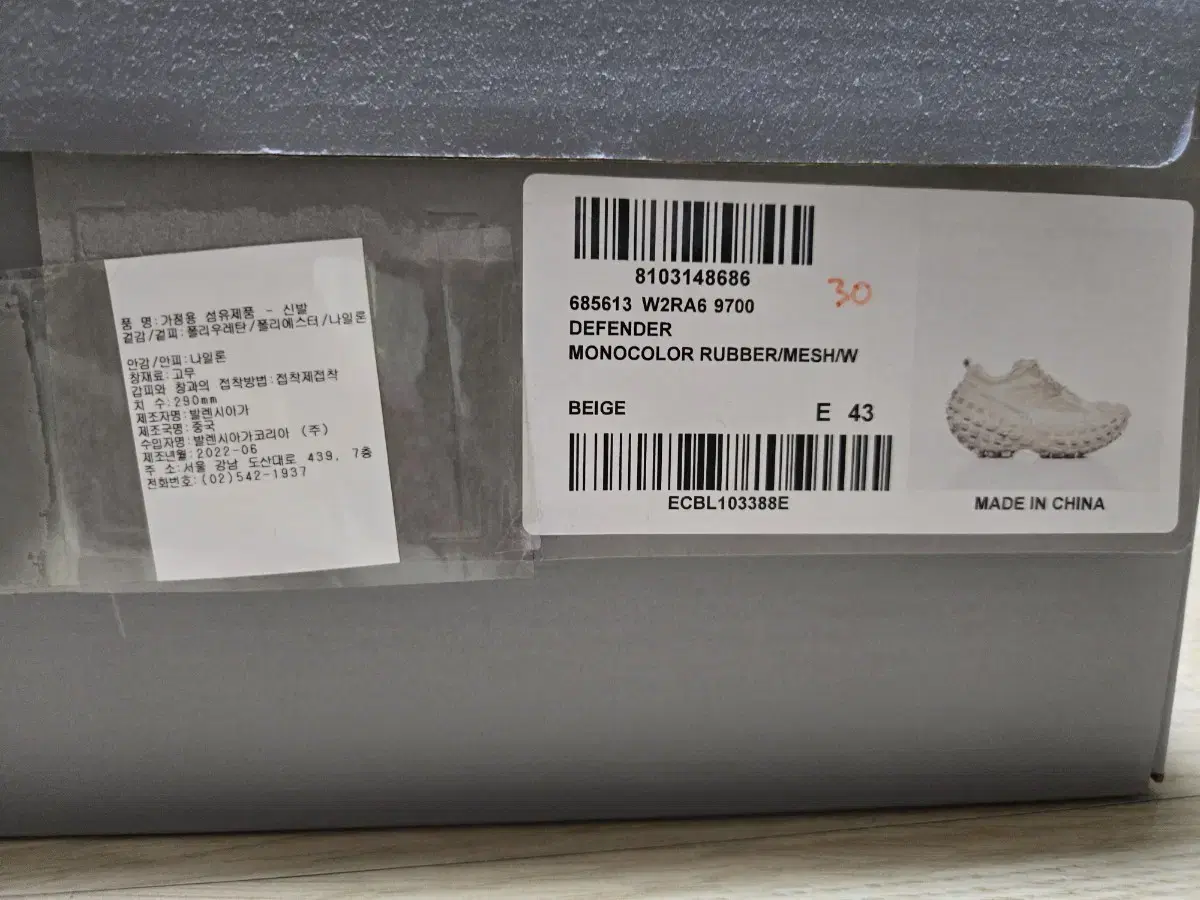 품 명:가정용 섬유제품 - 신발
겉감/겉피:폴리우레탄/폴리에스터/나일론
안감/안피:나일론
창재료:고무
갑피와 창과의 접착방법:접착제접착
치 수:290mm
제조자명:발렌시아가
제조국명:중국
수입자명:발렌시아가코리아 (주)
제조년월:2022-06
주 소:서울 강남 도산대로 439, 7층
전화번호:(02)542-1937
8103148686
30
685613 W2RA6 9700
DEFENDER
MONOCOLOR RUBBER/MESH/W
BEIGE E 43
ECBL103388E
MADE IN CHINA